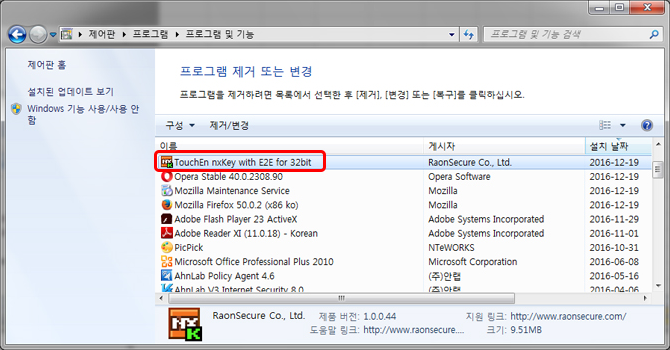 제어판 ▸ 프로그램 ▸ 프로그램 및 기능
프로그램 및 기능 검색
제어판 홈
설치된 업데이트 보기
Windows 기능 사용/사용 안 함
프로그램 제거 또는 변경
프로그램을 제거하려면 목록에서 선택한 후 [제거], [변경] 또는 [복구]를 클릭하십시오.
구성 제거/변경
이름 게시자 설치 날짜
TouchEn nxKey with E2E for 32bit RaonSecure Co., Ltd. 2016-12-19
Opera Stable 40.0.2308.90 Opera Software 2016-12-19
Mozilla Maintenance Service Mozilla 2016-12-19
Mozilla Firefox 50.0.2 (x86 ko) Mozilla 2016-12-19
Adobe Flash Player 23 ActiveX Adobe Systems Incorporated 2016-11-29
Adobe Reader XI (11.0.18) - Korean Adobe Systems Incorporated 2016-11-01
PicPick NTeWORKS 2016-10-31
Microsoft Office Professional Plus 2010 Microsoft Corporation 2016-06-08
AhnLab Policy Agent 4.6 (주)안랩 2016-05-16
AhnLab V3 Internet Security 8.0 (주)안랩 2016-04-06
RaonSecure Co., Ltd. 제품 버전: 1.0.0.44 지원 링크: http://www.raonsecure.com/
도움말 링크: http://www.raonsecure.... 크기: 9.51MB